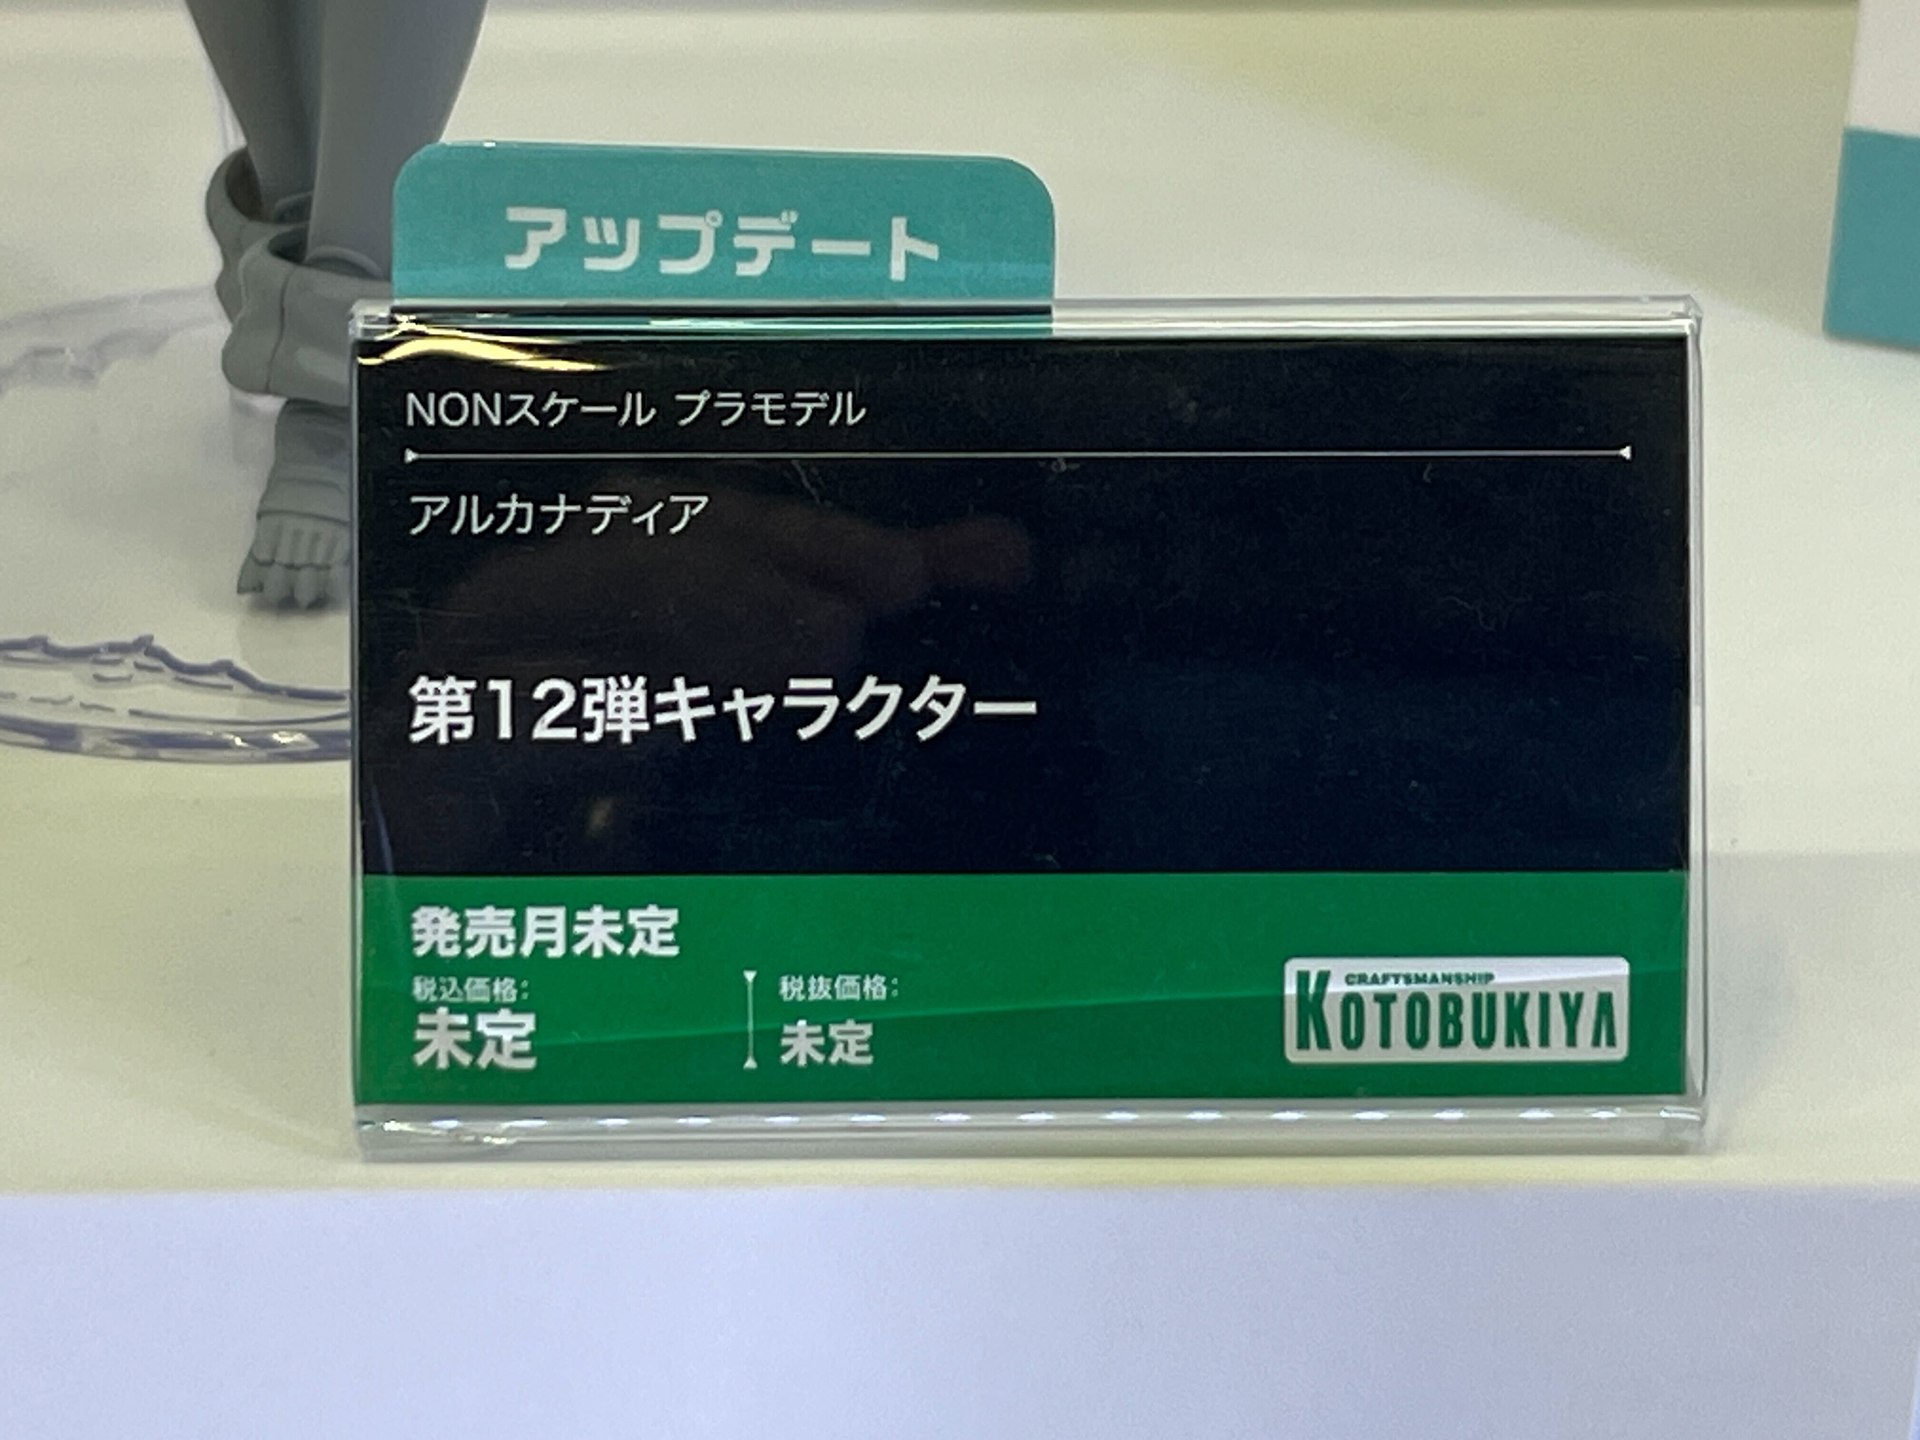 アップデート
NONスケール プラモデル
アルカナディア
第12弾キャラクター
発売月未定
税込価格:
未定
税抜価格:
未定
CRAFTSMANSHIP
KOTOBUKIYA